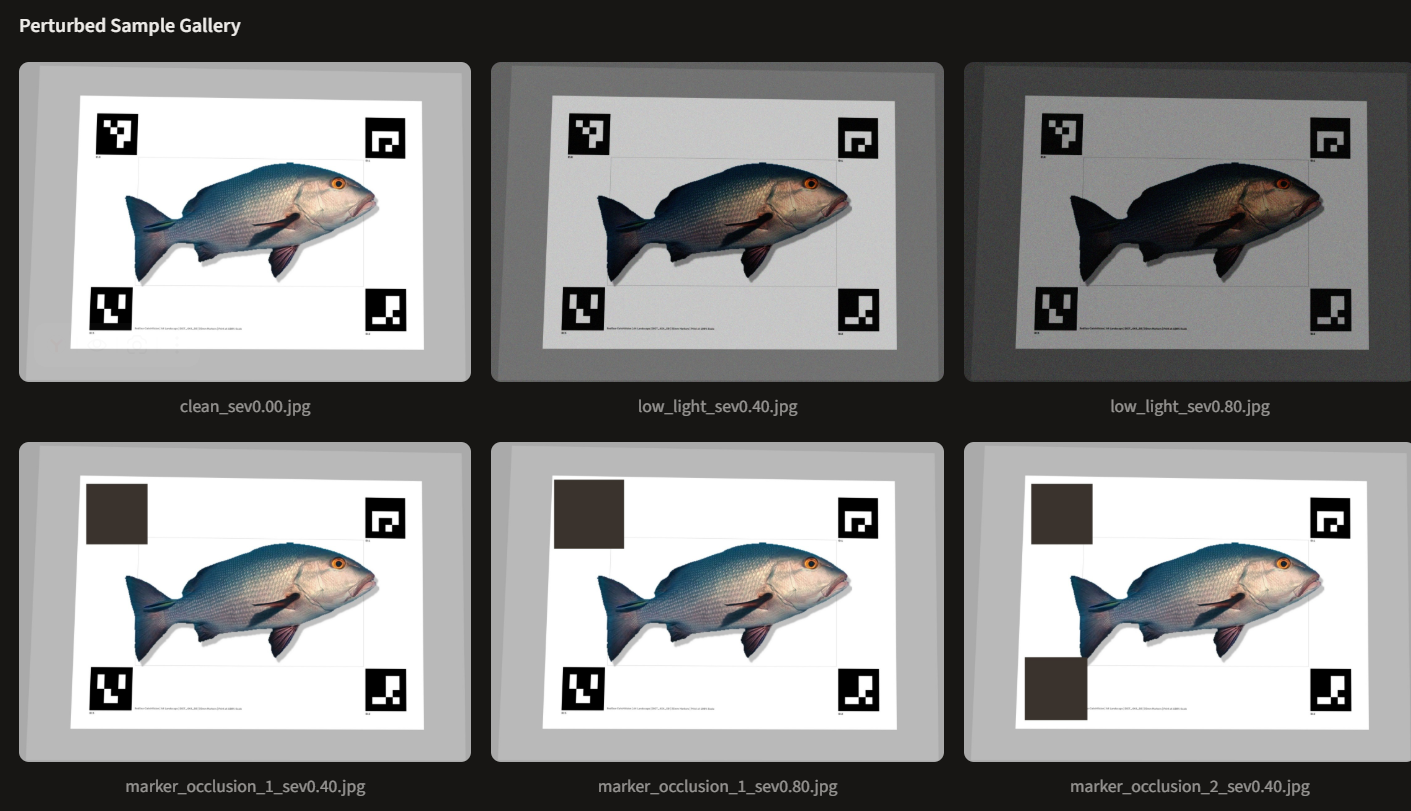 Perturbed Sample Gallery
clean_sev0.00.jpg
low_light_sev0.40.jpg
low_light_sev0.80.jpg
marker_occlusion_1_sev0.40.jpg
marker_occlusion_1_sev0.80.jpg
marker_occlusion_2_sev0.40.jpg